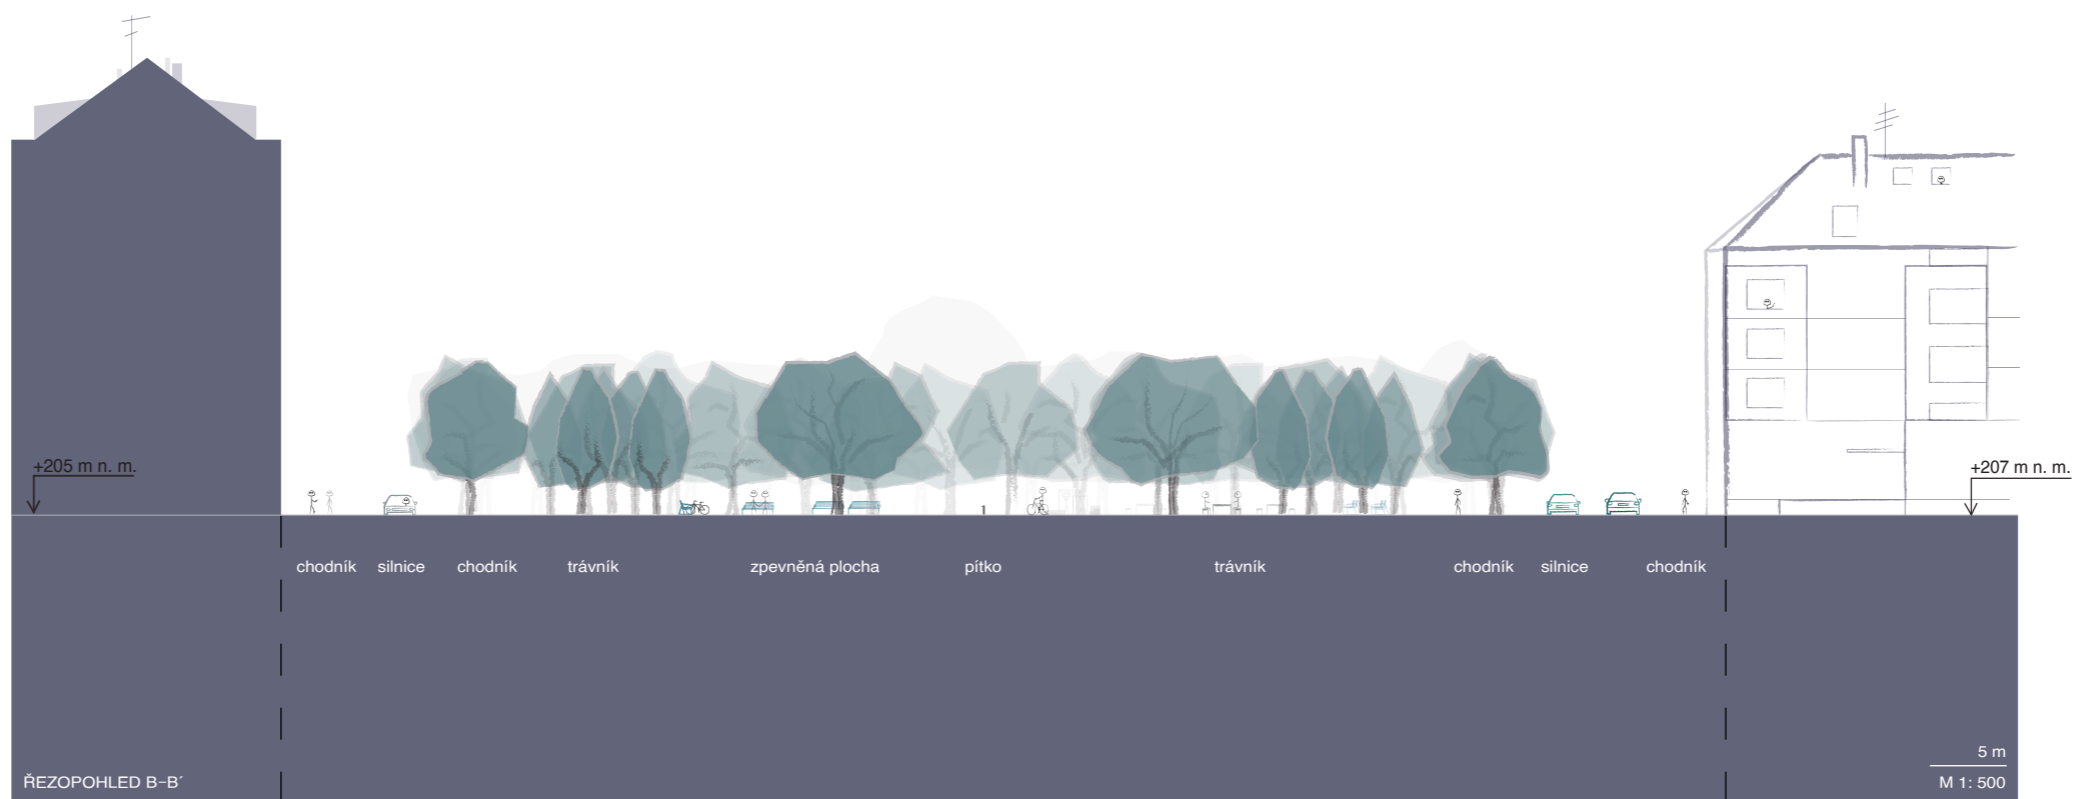 +205 m n. m.
+207 m n. m.
chodník silnice chodník trávník zpevněná plocha pítko trávník chodník silnice chodník
5 m
ŘEZOPOHLED B–B´
M 1: 500